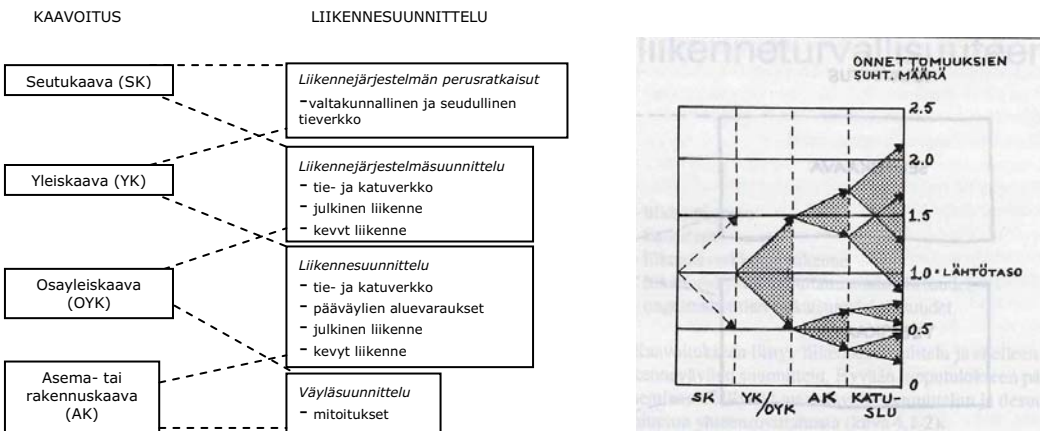 KAAVOITUS
LIIKENNESUUNNITTELU
Seutukaava (SK)
Yleiskaava (YK)
Osayleiskaava
(OYK)
Asema- tai
rakennuskaava
(AK)
Liikennejärjestelmän perusratkaisut
-valtakunnallinen ja seudullinen
tieverkko
Liikennejärjestelmäsuunnittelu
- tie- ja katuverkko
- julkinen liikenne
- kevvt liikenne
Liikennesuunnittelu
- tie- ja katuverkko
- pääväylien aluevaraukset
- julkinen liikenne
- kevyt liikenne
Väyläsuunnittelu
- mitoitukset
liikenneturvallisuuteen
ONNETTOMUUKSIEN
SUHT. MÄÄRÄ
2.5
2.0
1.5
1.0 = LÄHTÖTASO
0.5
0
SK
YK/
OYK
AK
KATU-
SLU